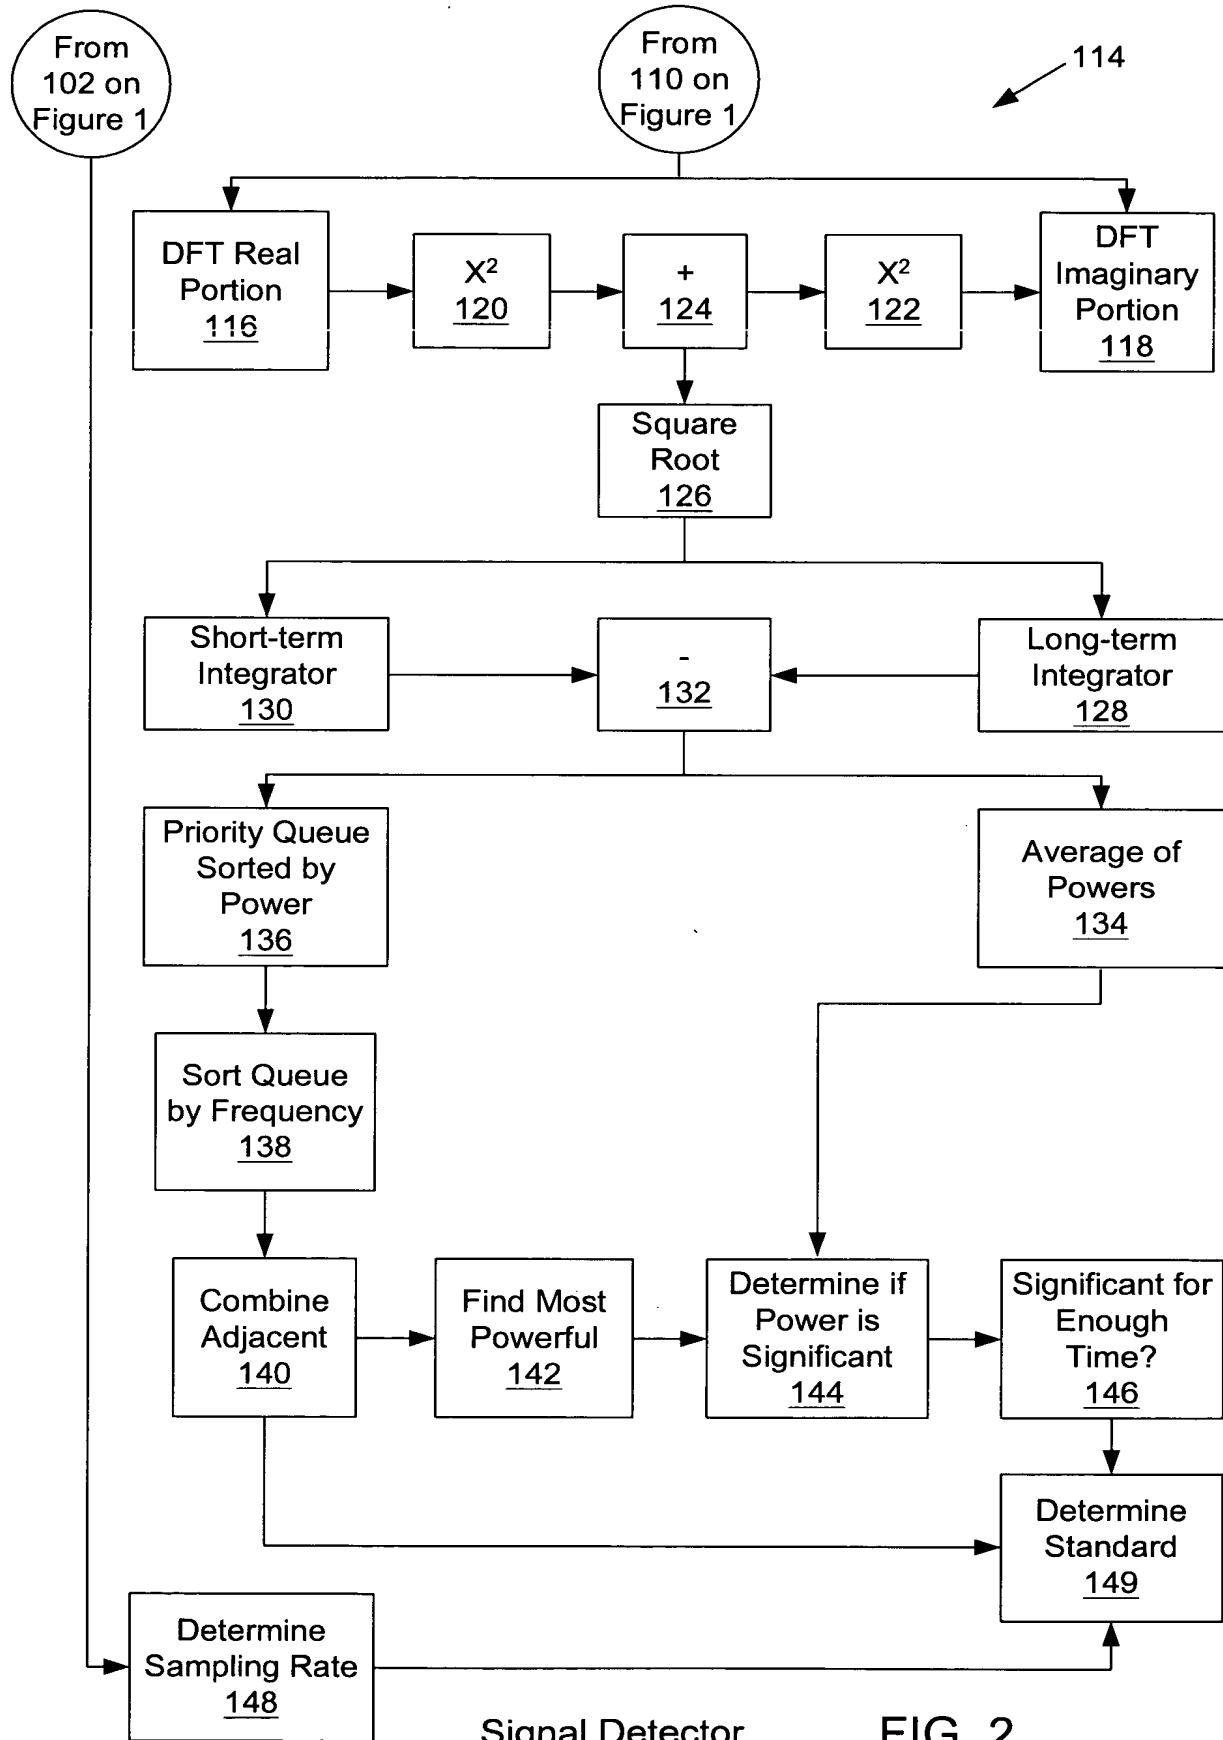 From
102 on
Figure 1
From
110 on
Figure 1
114
DFT Real
Portion
116
X²
120
+
124
X²
122
DFT
Imaginary
Portion
118
Square
Root
126
Short-term
Integrator
130
-
132
Long-term
Integrator
128
Priority Queue
Sorted by
Power
136
Average of
Powers
134
Sort Queue
by Frequency
138
Combine
Adjacent
140
Find Most
Powerful
142
Determine if
Power is
Significant
144
Significant for
Enough
Time?
146
Determine
Standard
149
Determine
Sampling Rate
148
Signal Detector
FIG. 2